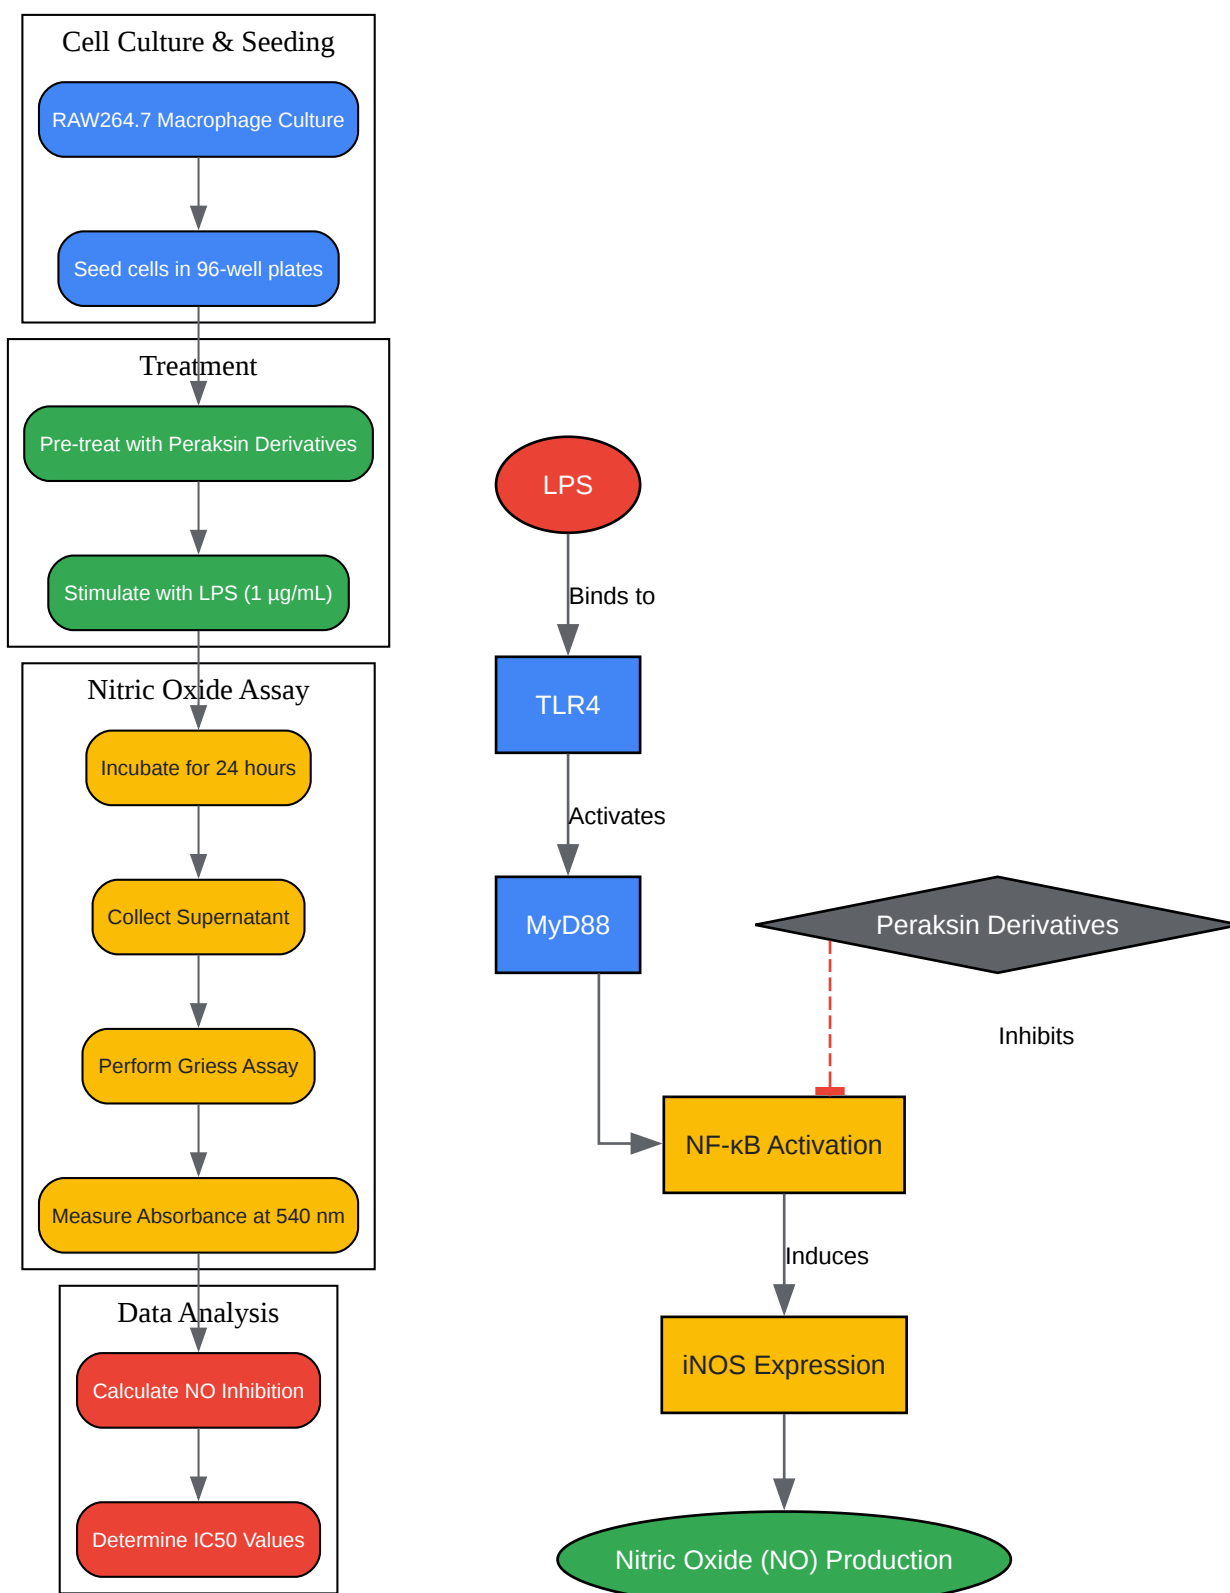 Cell Culture & Seeding
RAW264.7 Macrophage Culture
Seed cells in 96-well plates
Treatment
Pre-treat with Peraksin Derivatives
Stimulate with LPS (1 µg/mL)
Nitric Oxide Assay
Incubate for 24 hours
Collect Supernatant
Perform Griess Assay
Measure Absorbance at 540 nm
Data Analysis
Calculate NO Inhibition
Determine IC50 Values
LPS
Binds to
TLR4
Activates
MyD88
Peraksin Derivatives
Inhibits
NF-κB Activation
Induces
iNOS Expression
Nitric Oxide (NO) Production